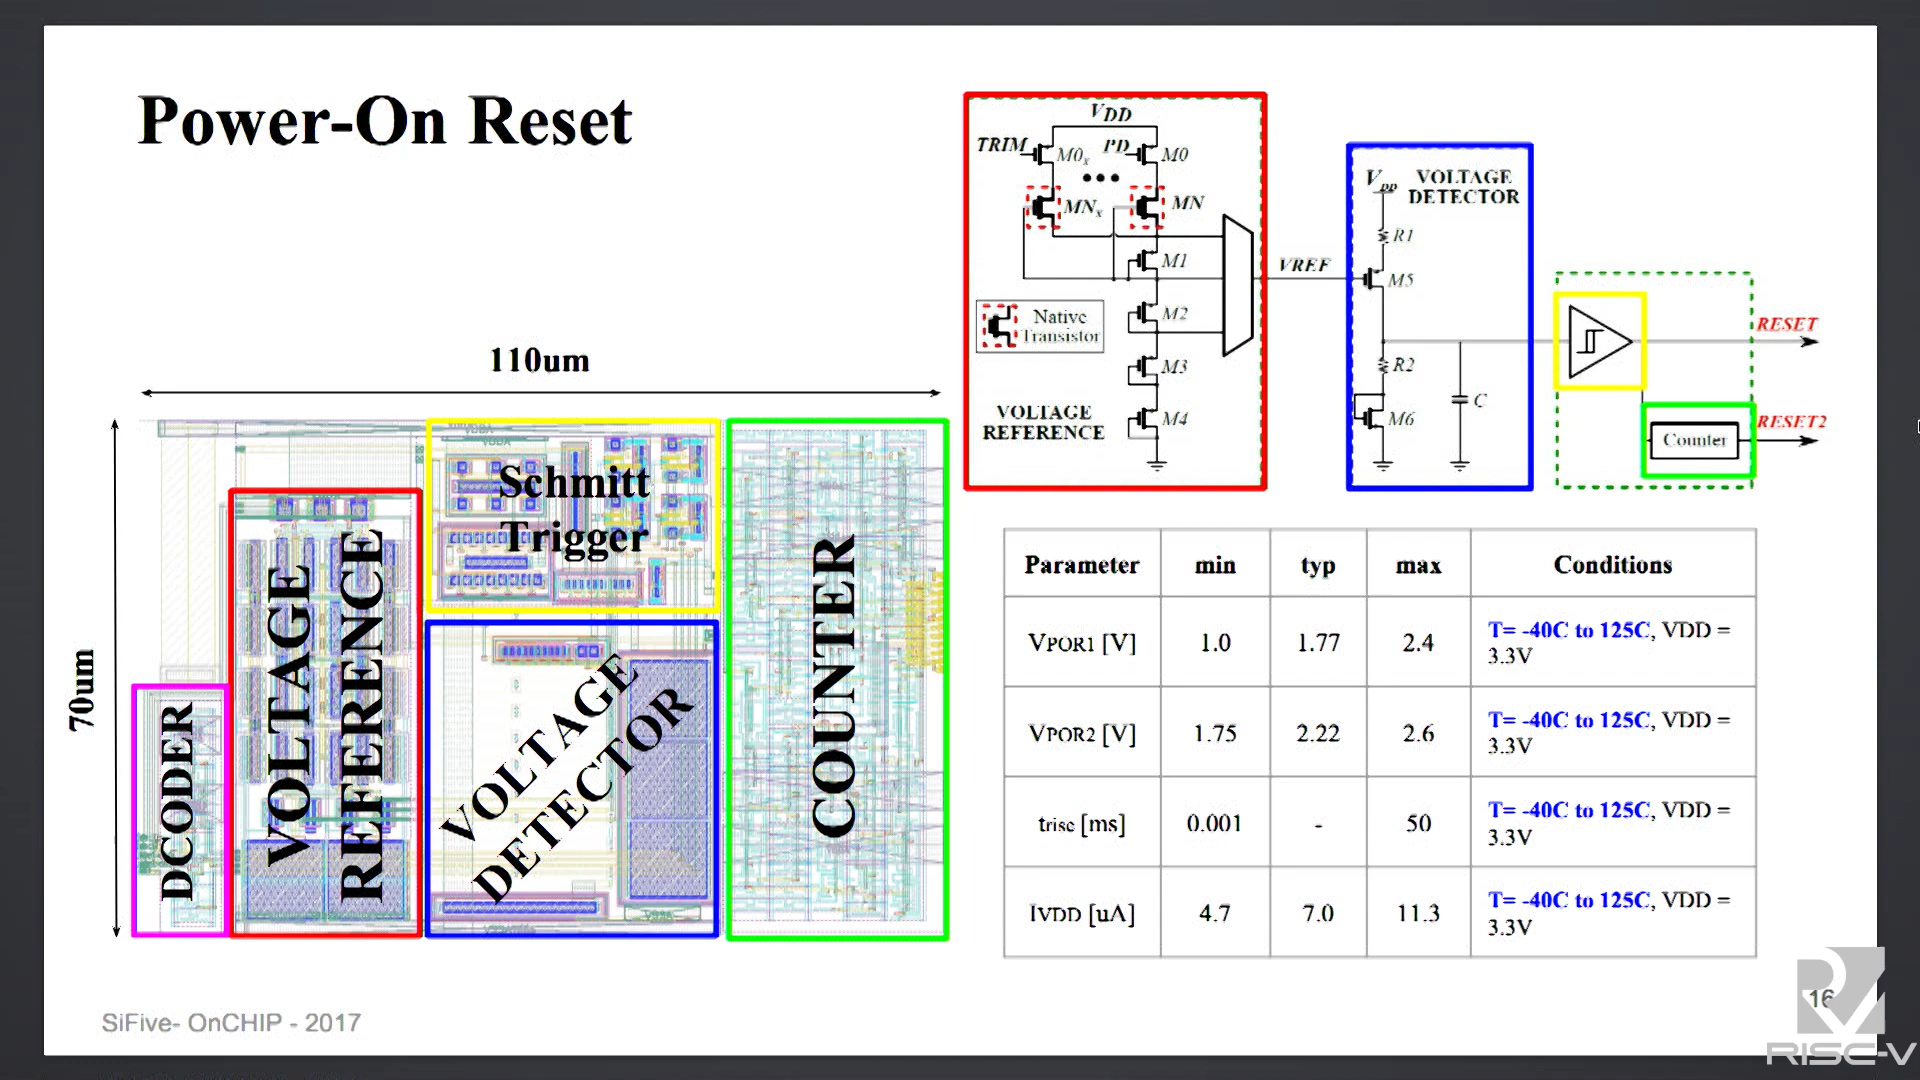 Power-On Reset
110um
70um
DCODER
VOLTAGE
REFERENCE
VDDA
Schmitt
Trigger
VOLTAGE
DETECTOR
COUNTER
VDD
TRIM
M0x
PD
M0
MNx
MN
M1
Native
Transistor
M2
M3
VOLTAGE
REFERENCE
M4
VREF
VDD
VOLTAGE
DETECTOR
R1
M5
R2
C
M6
RESET
RESET2
Counter
Parameter min typ max Conditions
VPOR1 [V] 1.0 1.77 2.4 T= -40C to 125C, VDD =
3.3V
VPOR2 [V] 1.75 2.22 2.6 T= -40C to 125C, VDD =
3.3V
trise [ms] 0.001 - 50 T= -40C to 125C, VDD =
3.3V
IVDD [uA] 4.7 7.0 11.3 T= -40C to 125C, VDD =
3.3V
SiFive- OnCHIP - 2017
16
RISC-V